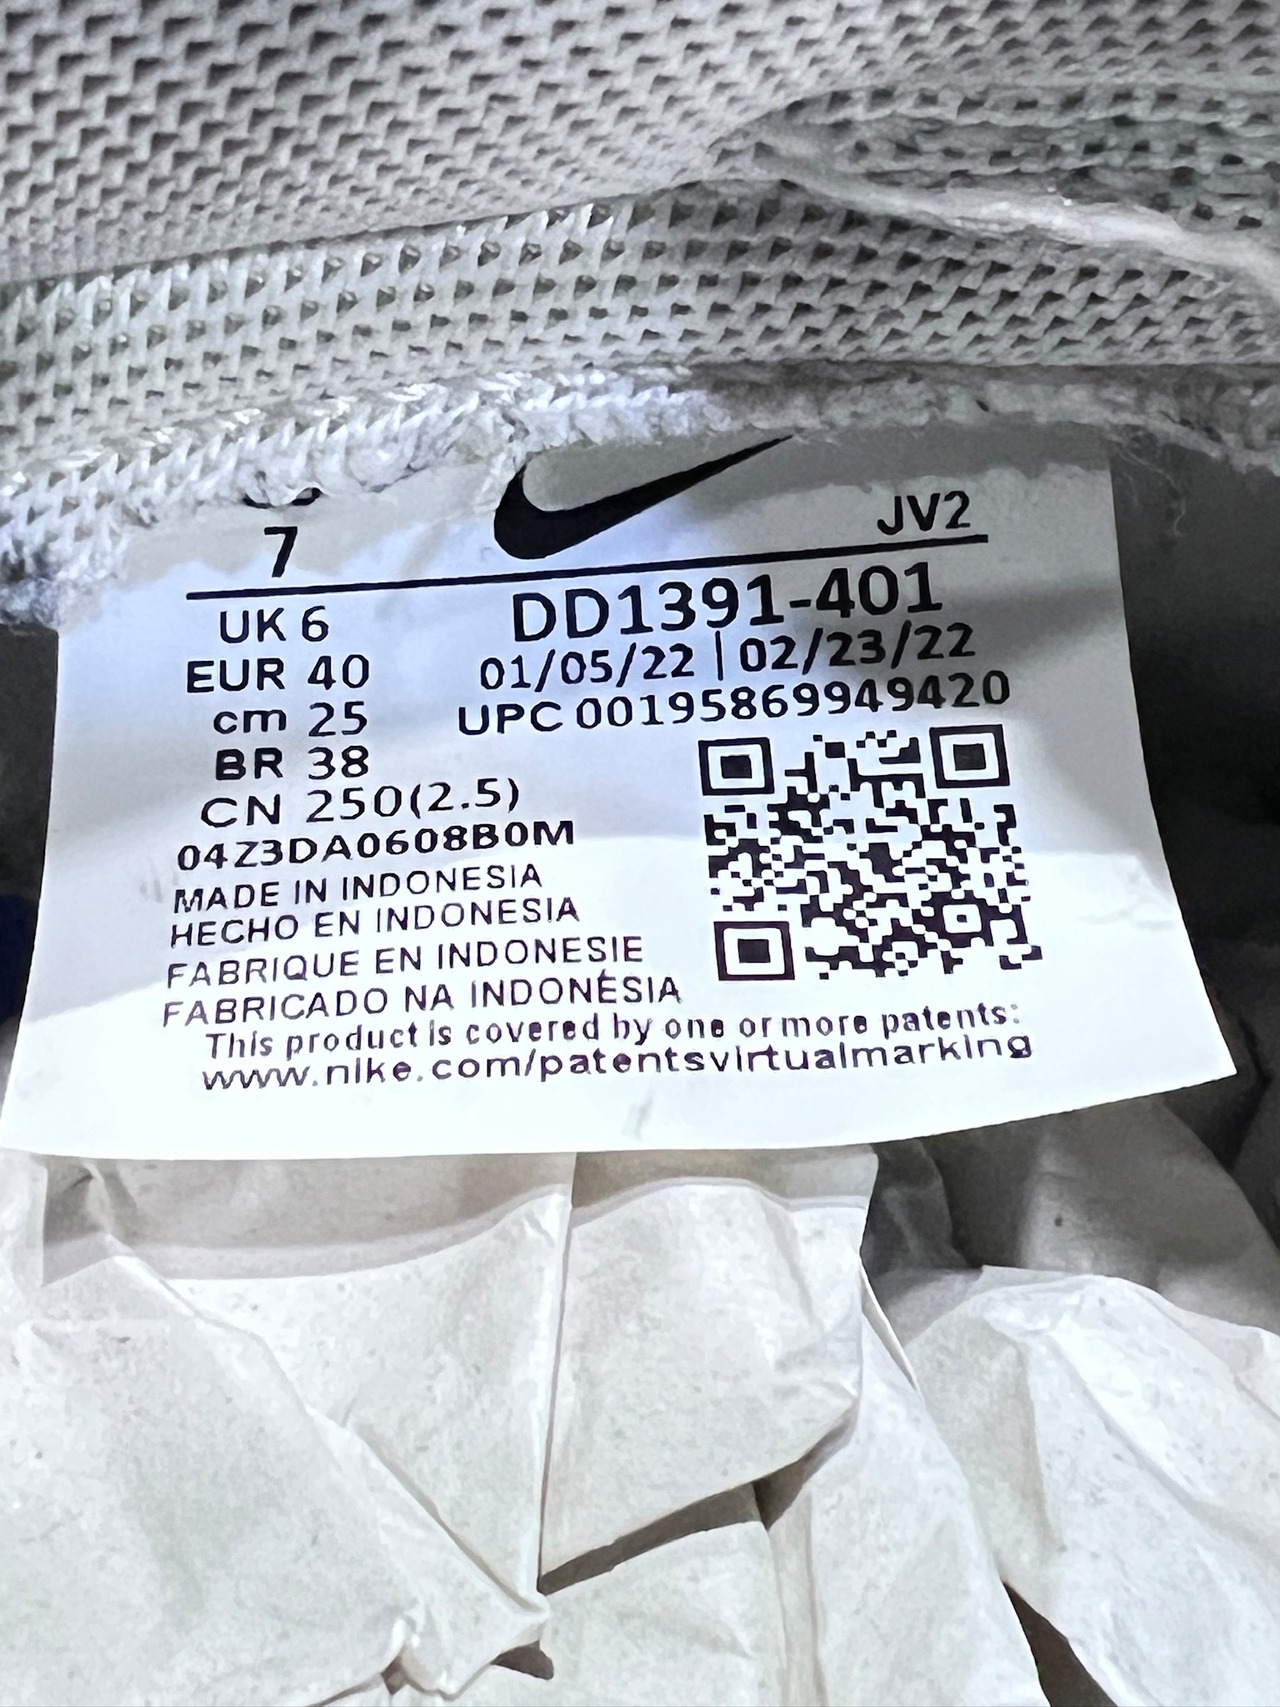 7
JV2
UK 6
DD1391-401
EUR 40
01/05/22 | 02/23/22
cm 25
UPC 001958699​49420
BR 38
CN 250(2.5)
04Z3DA0608B0M
MADE IN INDONESIA
HECHO EN INDONESIA
FABRIQUE EN INDONESIE
FABRICADO NA INDONÉSIA
This product is covered by one or more patents:
www.nike.com/patentsvirtualmarking